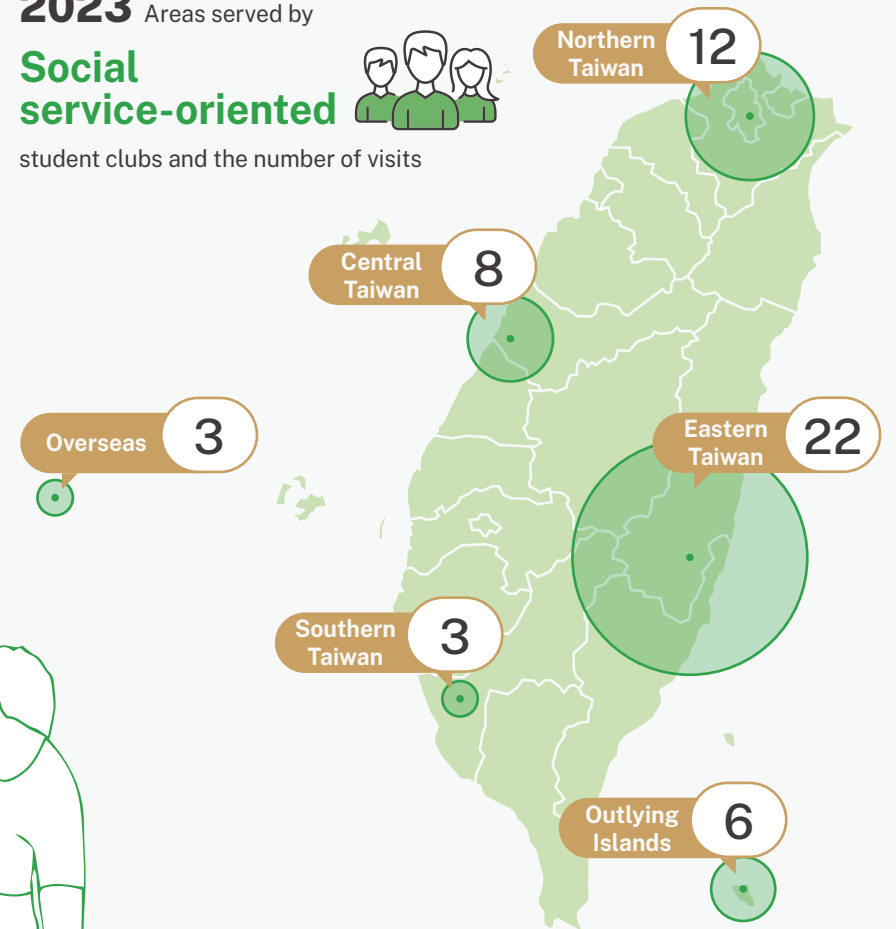 2023 Areas served by
Social
service-oriented
student clubs and the number of visits
Northern
Taiwan
12
Central
Taiwan
8
Overseas
3
Eastern
Taiwan
22
Southern
Taiwan
3
Outlying
Islands
6